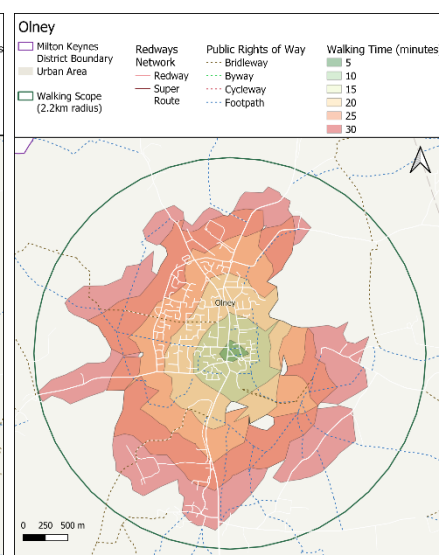 Olney
Milton Keynes
District Boundary
Urban Area
Walking Scope
(2.2km radius)
Redways
Network
Redway
Super
Route
Public Rights of Way
Bridleway
Byway
Cycleway
Footpath
Walking Time (minutes)
5
10
15
20
25
30
Olney
0 250 500 m